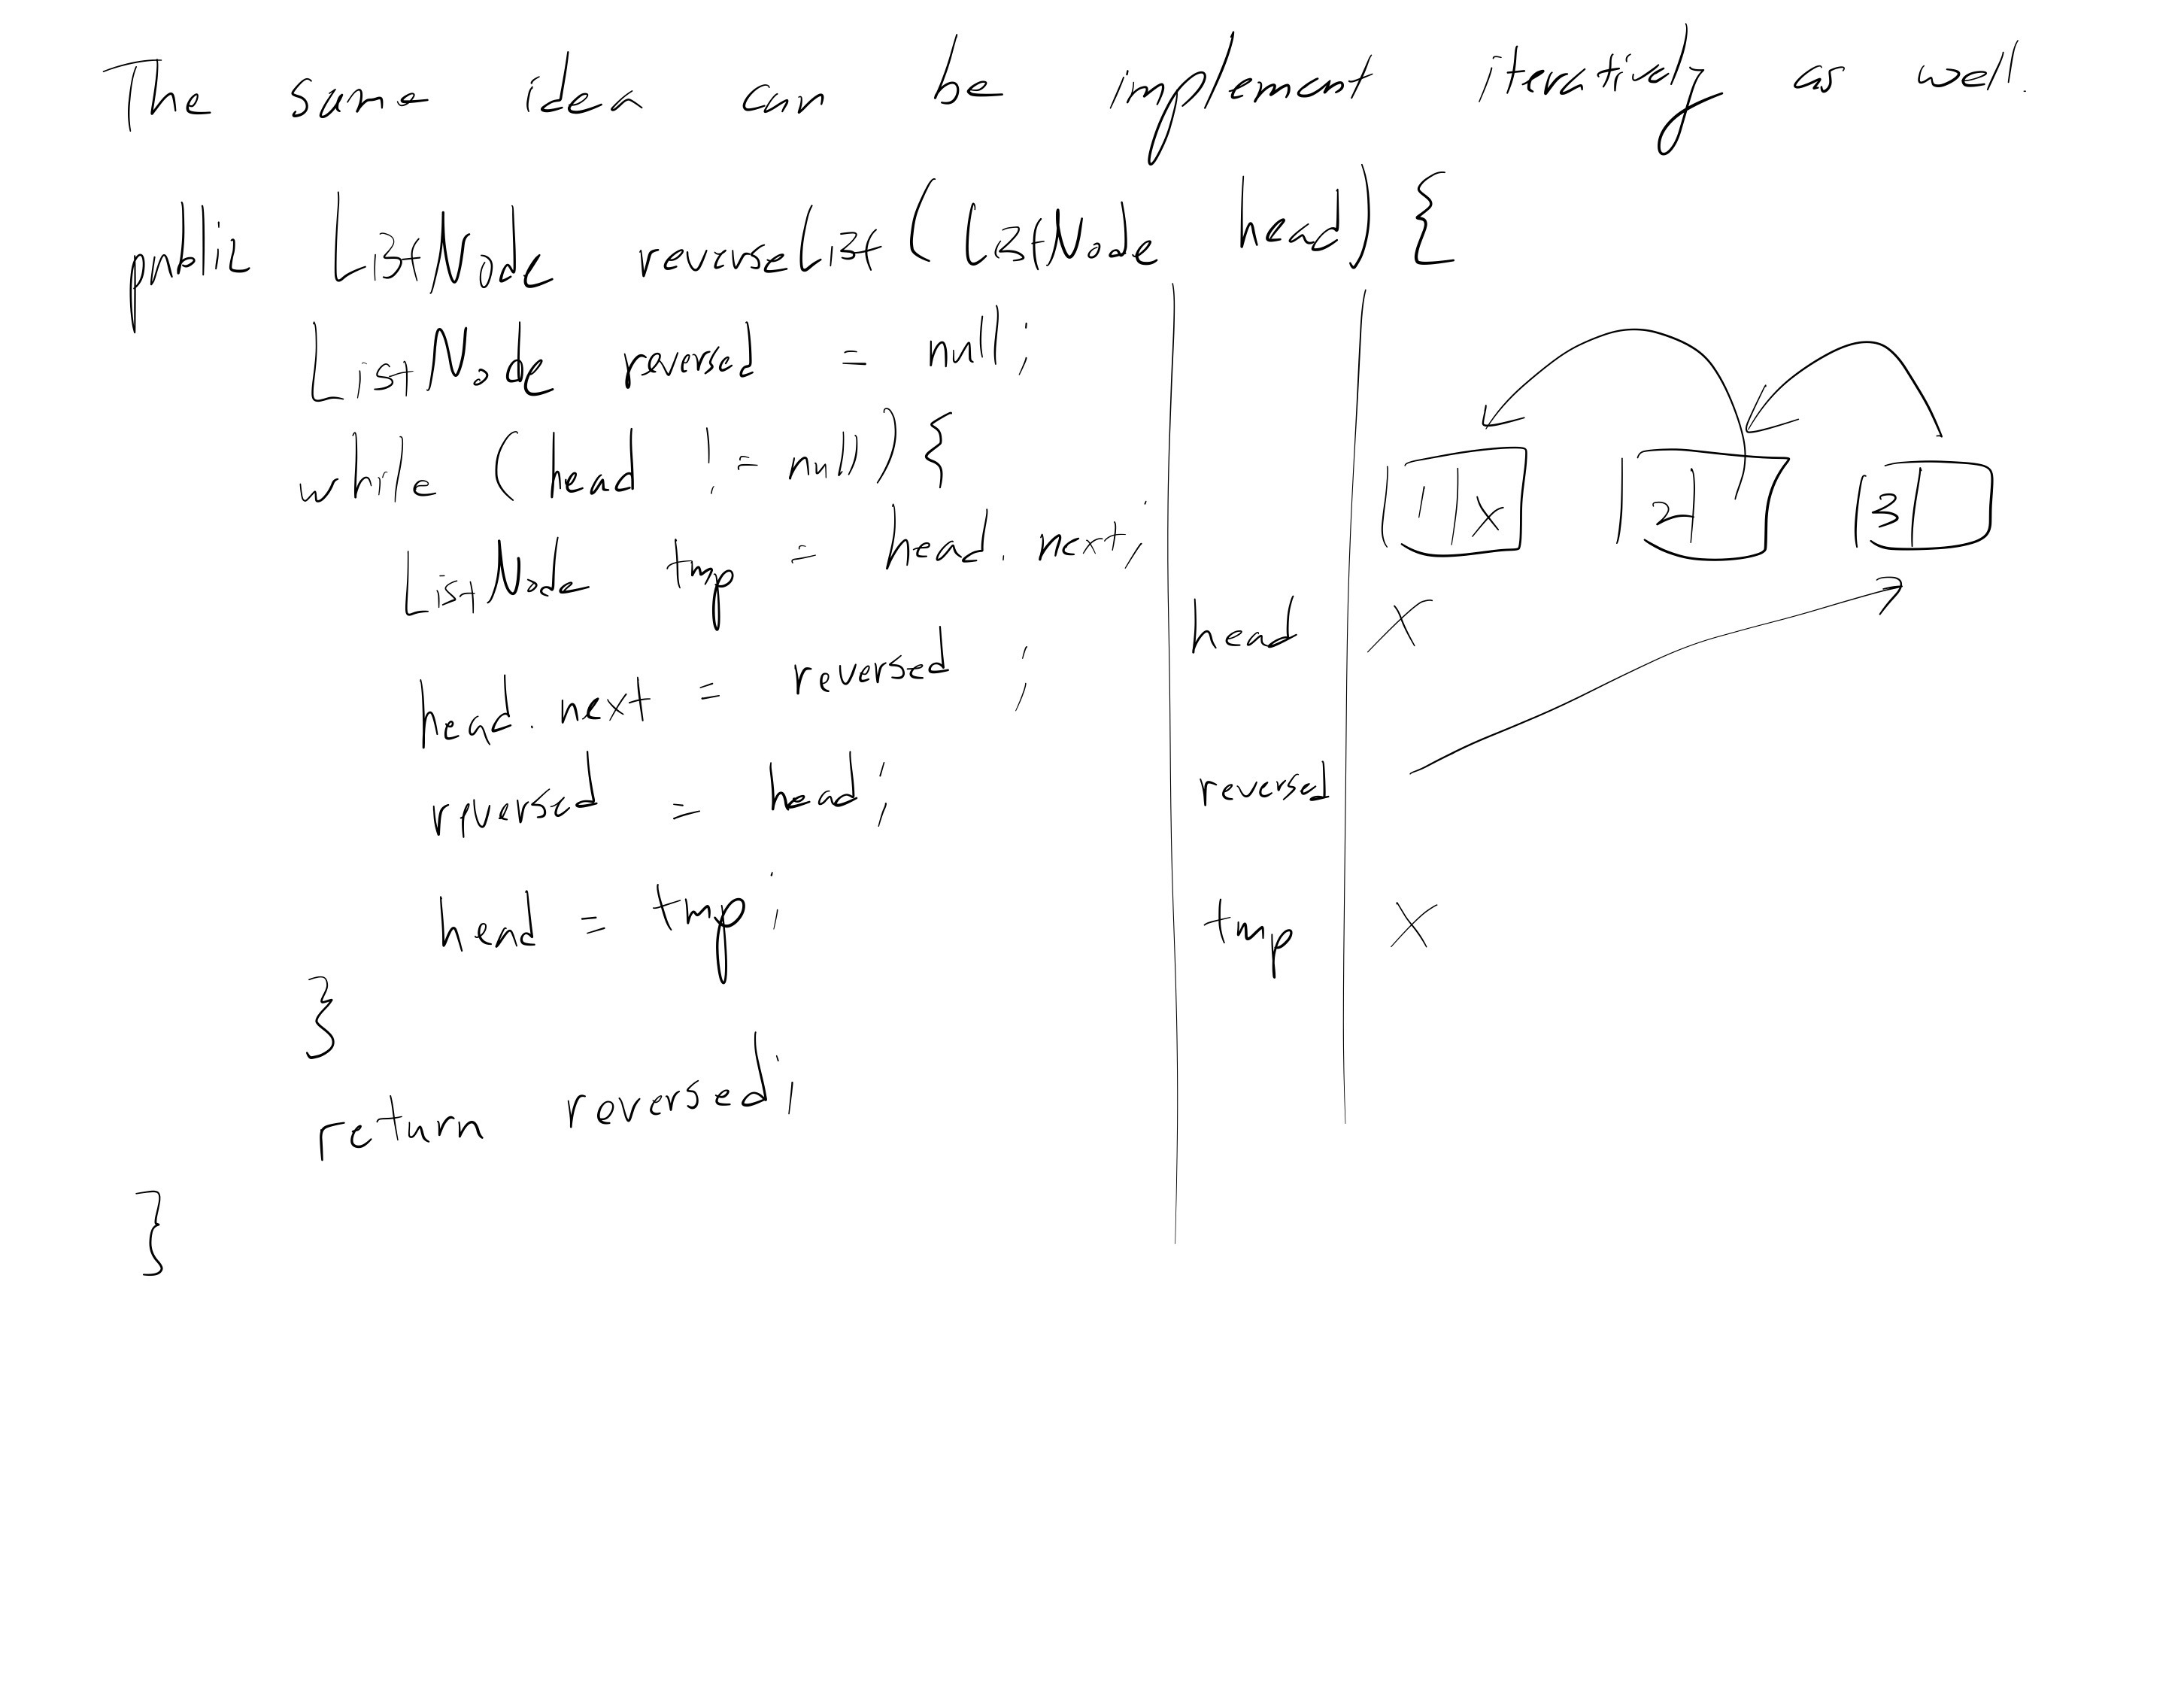 The same idea can be implement iteratively as well.
public ListNode reverseList (ListNode head) {
ListNode reversed = null;
while (head != null) {
ListNode tmp = head.next;
head.next = reversed ;
reversed = head;
head = tmp;
}
return reversed;
}
1 X 2 3
head X
reversed
tmp X